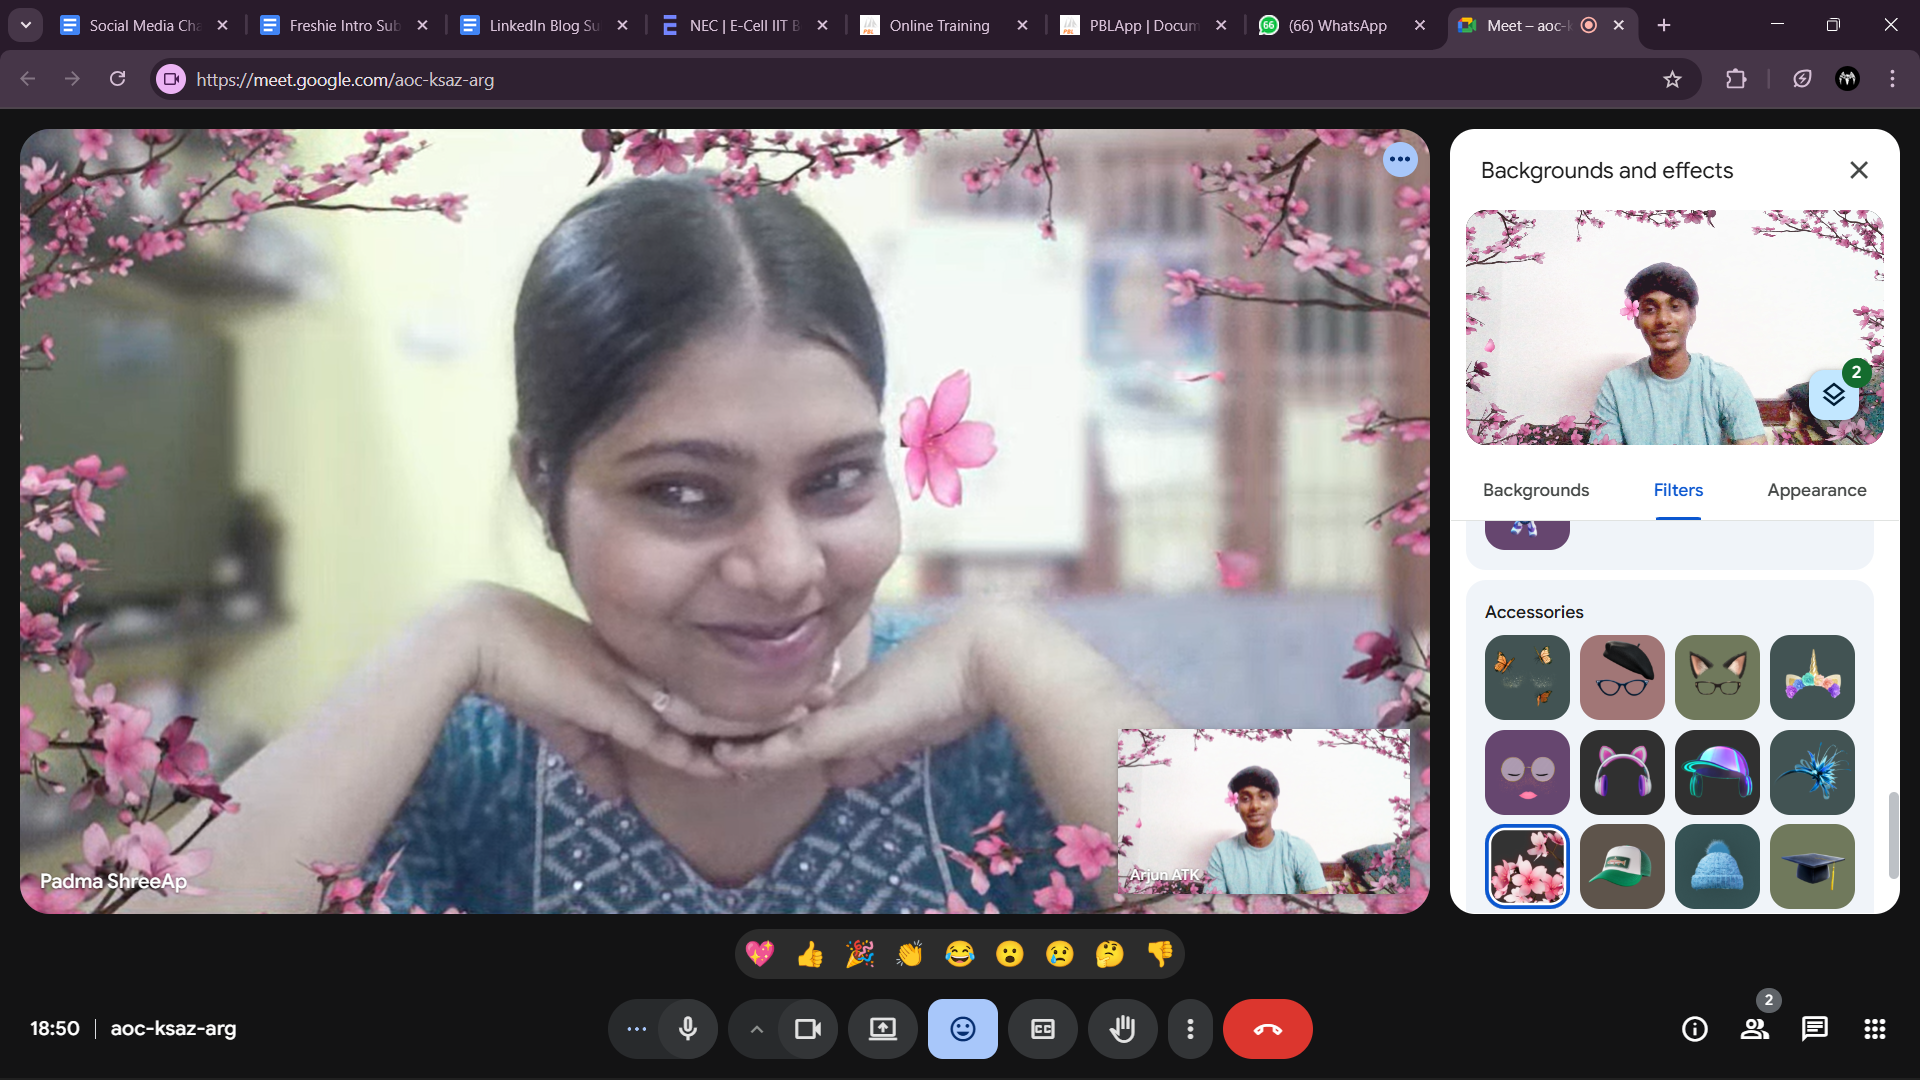 Social Media Cha
Freshie Intro Sub
LinkedIn Blog Su
NEC | E-Cell IIT B
Online Training
PBLApp | Docum
66
(66) WhatsApp
Meet – aoc-k
https://meet.google.com/aoc-ksaz-arg
Backgrounds and effects
2
Backgrounds
Filters
Appearance
Accessories
Padma ShreeAp
Arjun ATK
18:50
aoc-ksaz-arg
CC
2